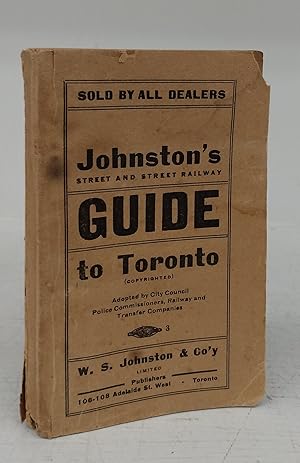 SOLD BY ALL DEALERS
Johnston's
STREET AND STREET RAILWAY
GUIDE
to Toronto
(COPYRIGHTED)
Adopted by City Council
Police Commissioners, Railway and
Transfer Companies
3
W. S. Johnston & Co'y
LIMITED
Publishers
106-108 Adelaide St. West - Toronto